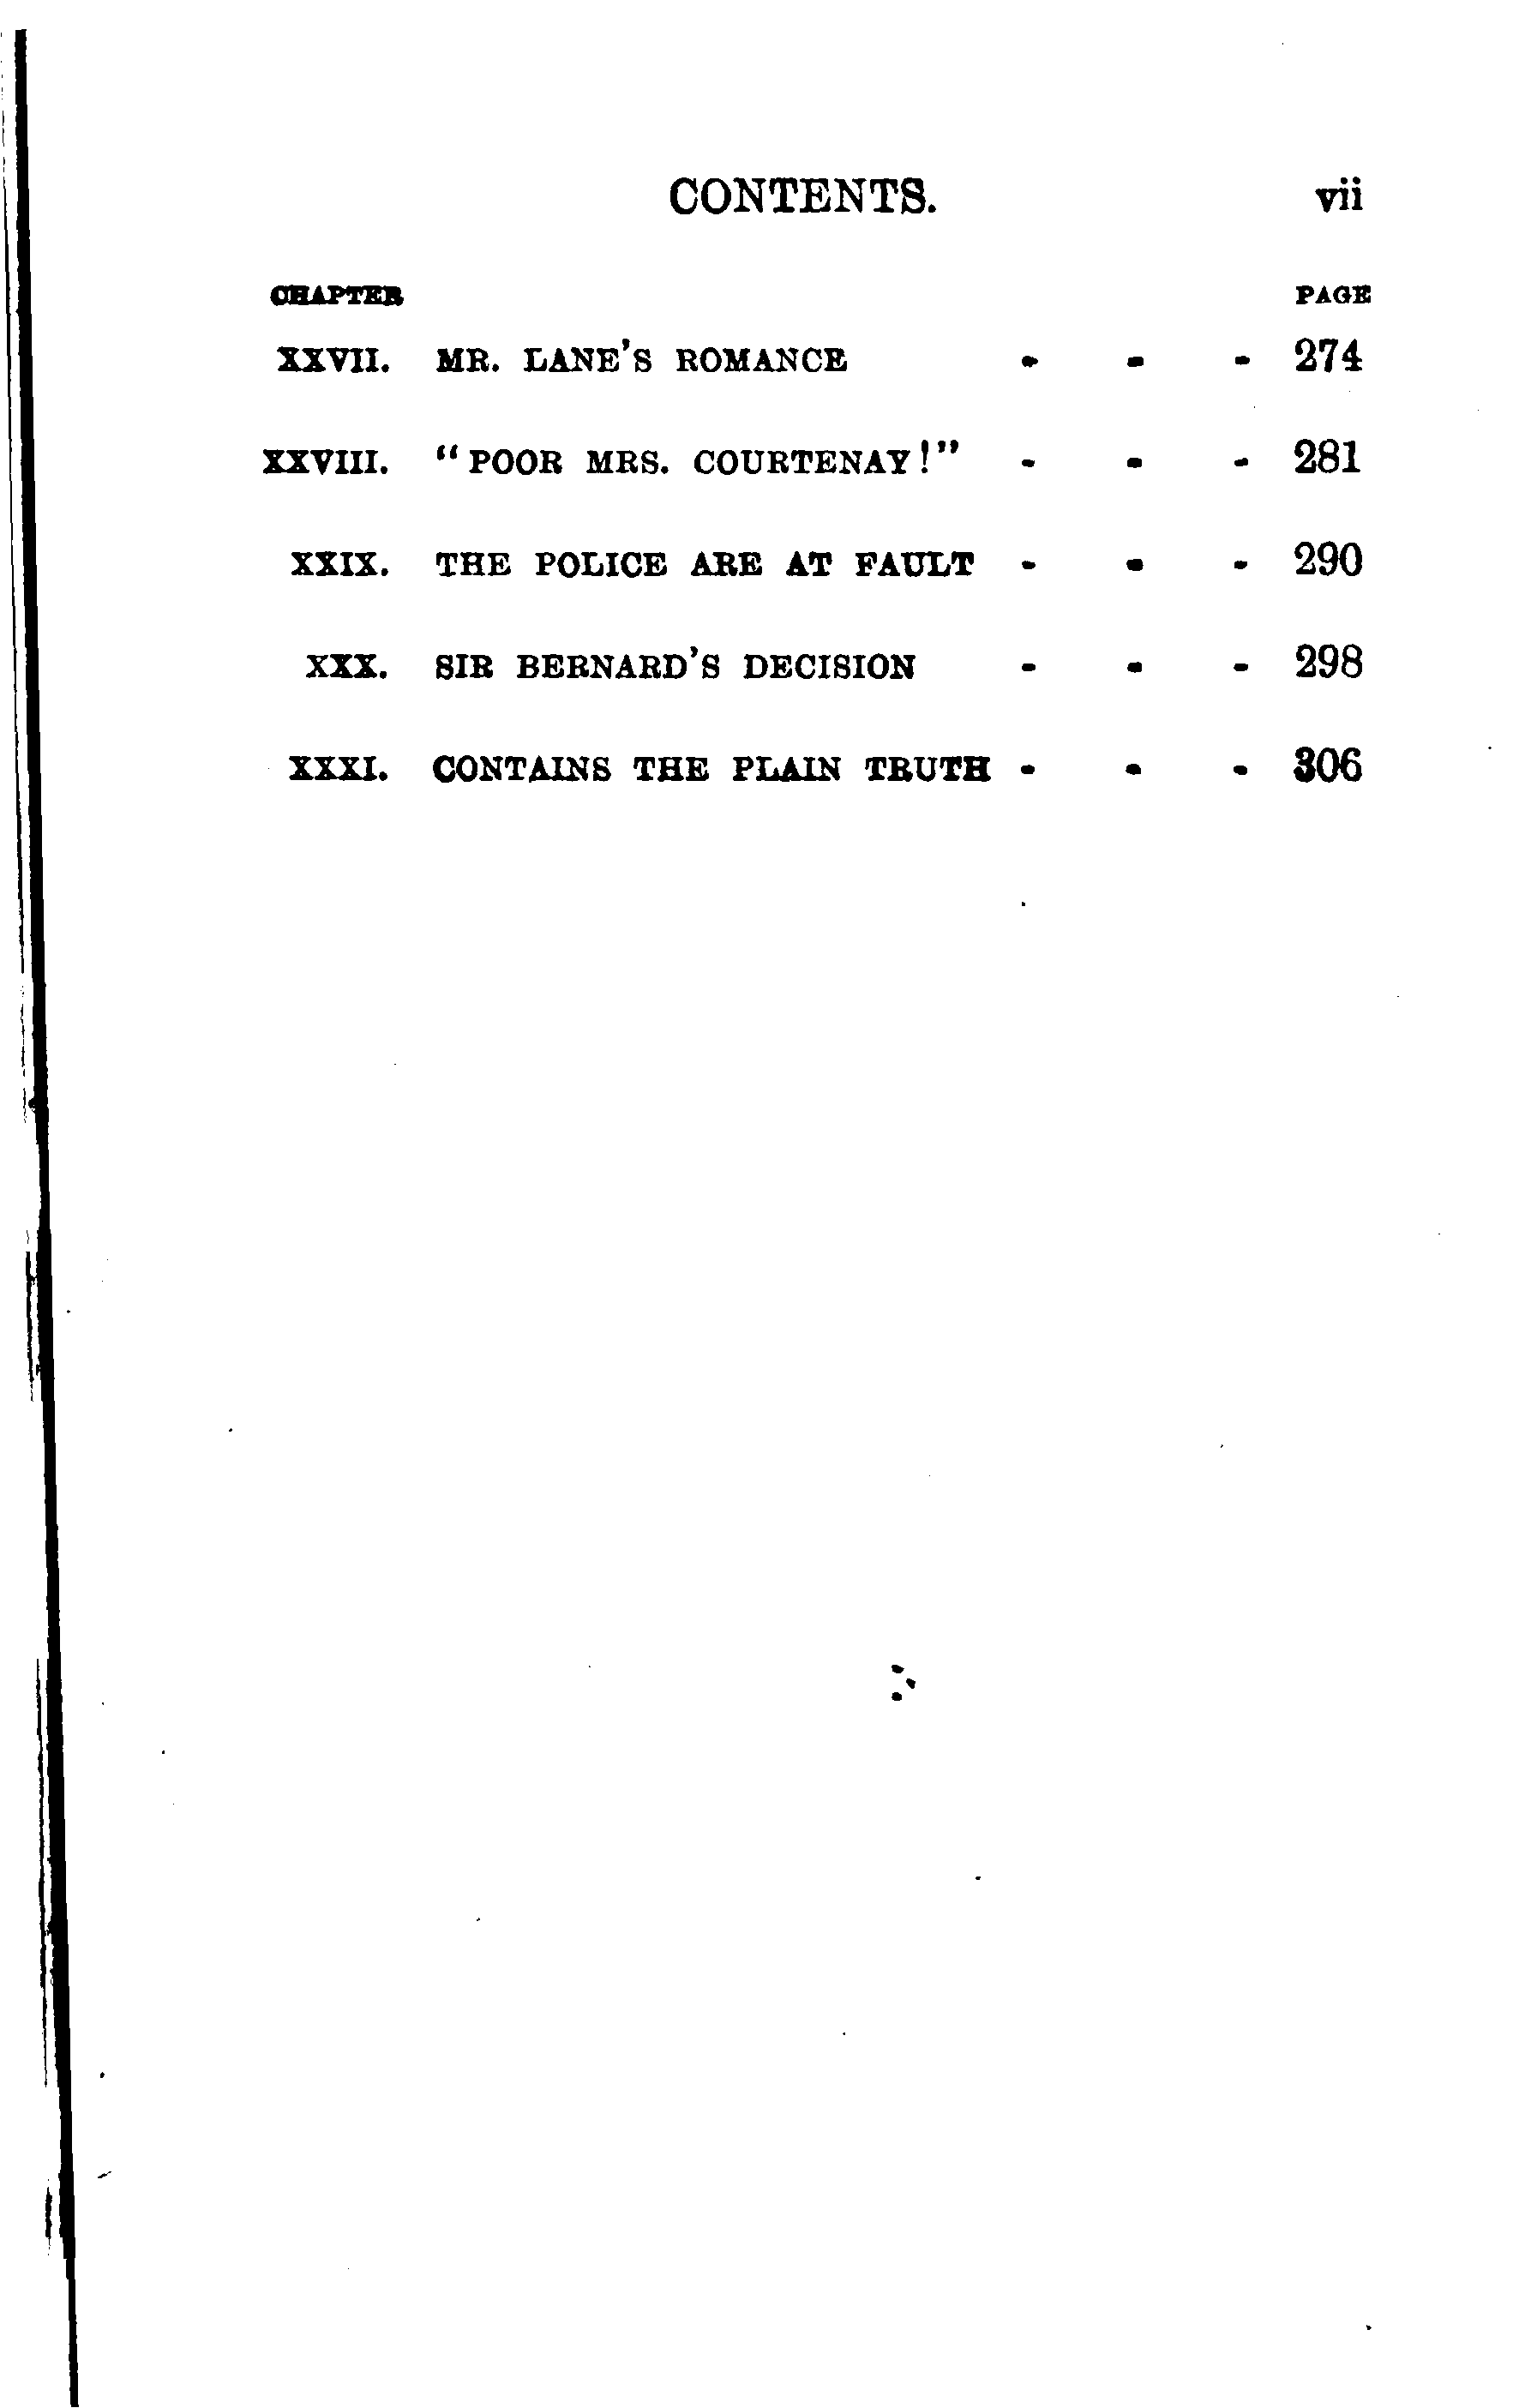 CONTENTS. vii
CHAPTER PAGE
XXVII. MR. LANE'S ROMANCE - - - 274
XXVIII. "POOR MRS. COURTENAY!" - - - 281
XXIX. THE POLICE ARE AT FAULT - - - 290
XXX. SIR BERNARD'S DECISION - - - 298
XXXI. CONTAINS THE PLAIN TRUTH - - - 306